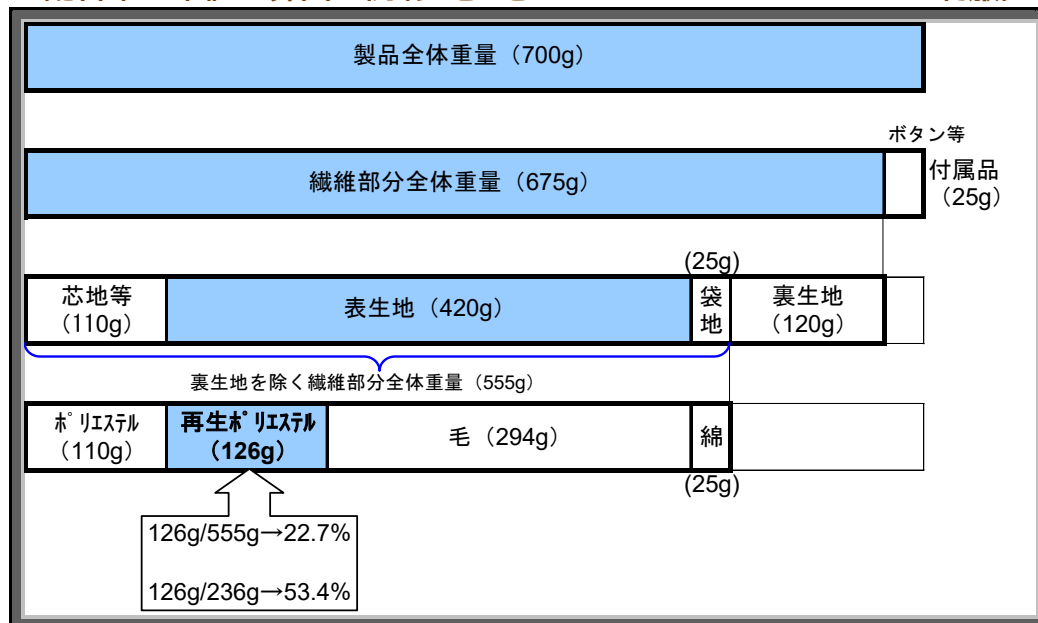 製品全体重量（700g）
ボタン等
繊維部分全体重量（675g）
付属品
（25g）
(25g)
芯地等
（110g）
表生地（420g）
袋
地
裏生地
（120g）
裏生地を除く繊維部分全体重量（555g）
ﾎﾟﾘｴｽﾃﾙ
（110g）
再生ﾎﾟﾘｴｽﾃﾙ
（126g）
毛（294g）
綿
(25g)
126g/555g→22.7%
126g/236g→53.4%